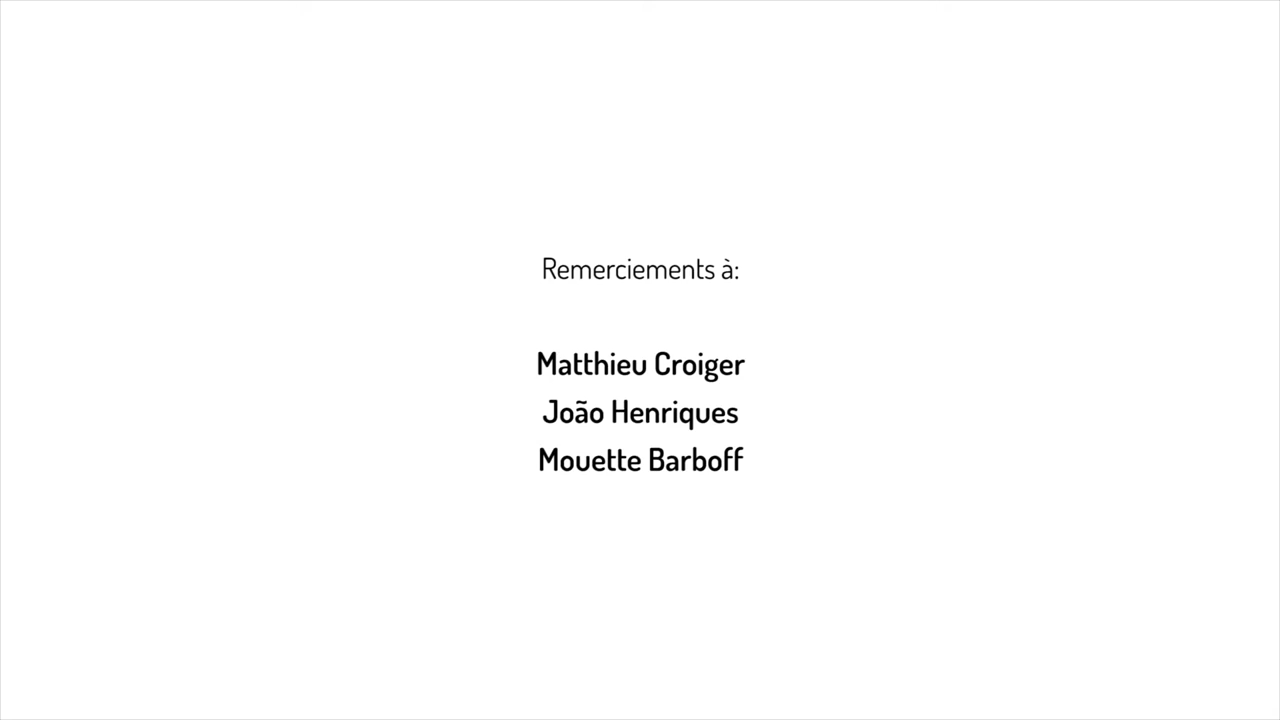 Remerciements à:
Matthieu Croiger
João Henriques
Mouette Barboff